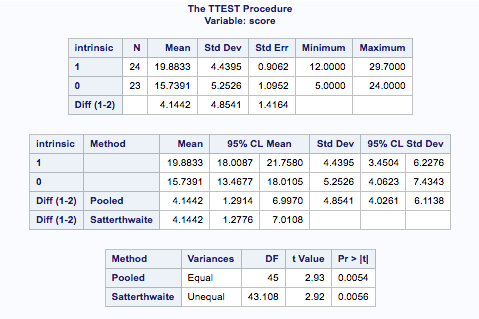 The TTEST Procedure
Variable: score
intrinsic N Mean Std Dev Std Err Minimum Maximum
1 24 19.8833 4.4395 0.9062 12.0000 29.7000
0 23 15.7391 5.2526 1.0952 5.0000 24.0000
Diff (1-2) 4.1442 4.8541 1.4164
intrinsic Method Mean 95% CL Mean Std Dev 95% CL Std Dev
1 19.8833 18.0087 21.7580 4.4395 3.4504 6.2276
0 15.7391 13.4677 18.0105 5.2526 4.0623 7.4343
Diff (1-2) Pooled 4.1442 1.2914 6.9970 4.8541 4.0261 6.1138
Diff (1-2) Satterthwaite 4.1442 1.2776 7.0108
Method Variances DF t Value Pr > |t|
Pooled Equal 45 2.93 0.0054
Satterthwaite Unequal 43.108 2.92 0.0056